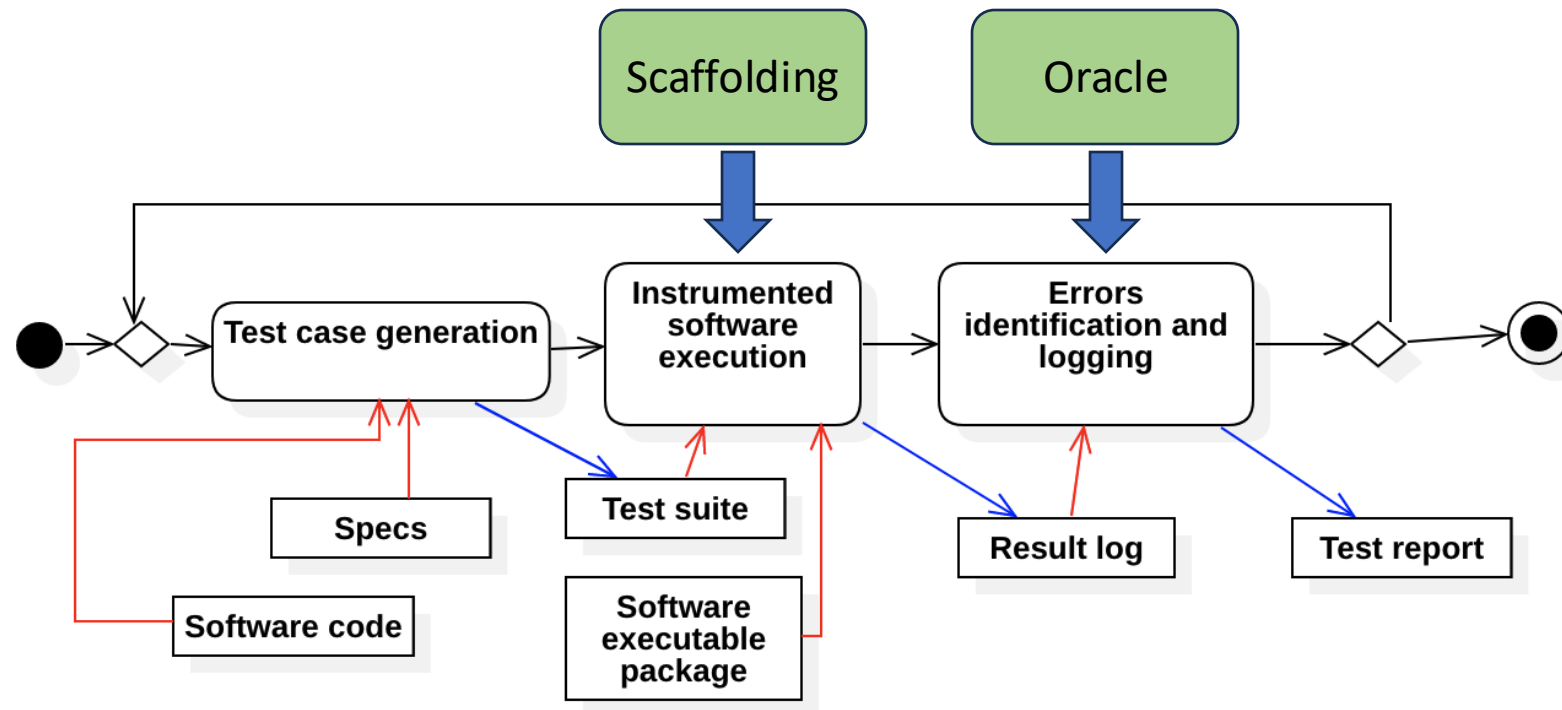 Scaffolding
Oracle
Test case generation
Instrumented
software
execution
Errors
identification and
logging
Specs
Test suite
Result log
Test report
Software code
Software
executable
package